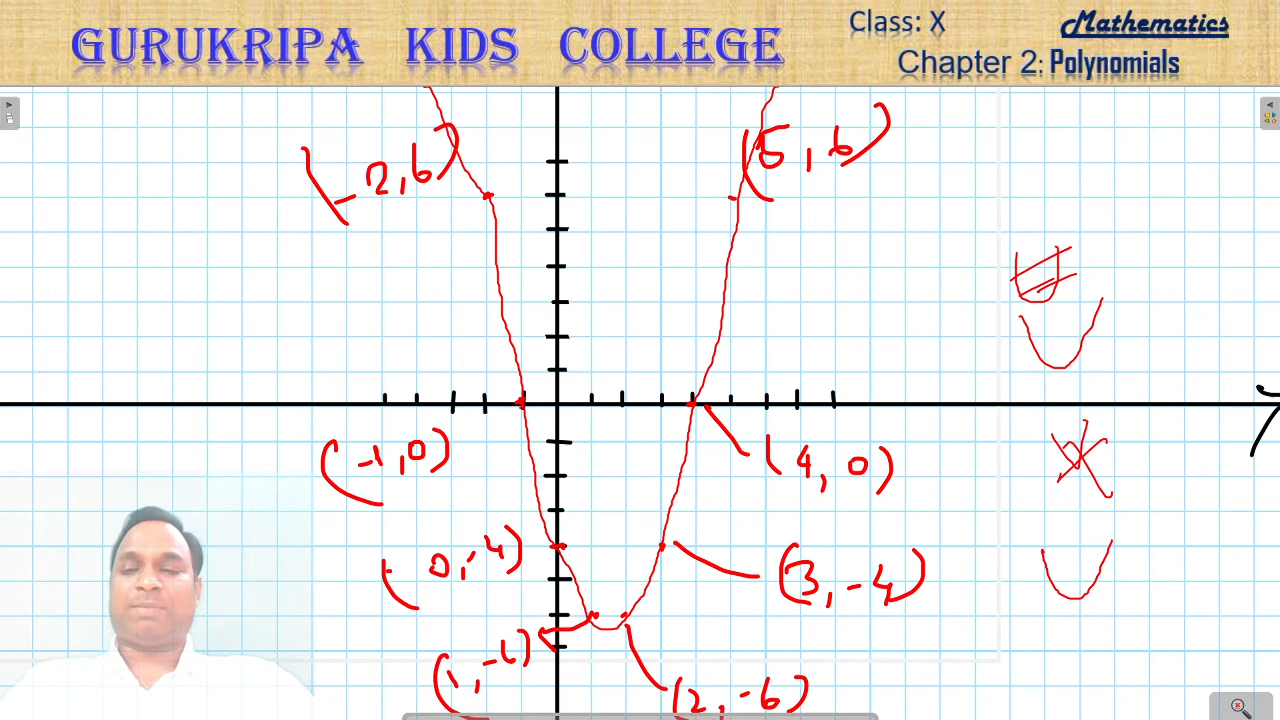 GURUKRIPA KIDS COLLEGE
Class: X
Mathematics
Chapter 2: Polynomials
(-2,6)
(5,6)
(-1,0)
(4,0)
(0,-4)
(3,-4)
(1,-6)
(2,-6)